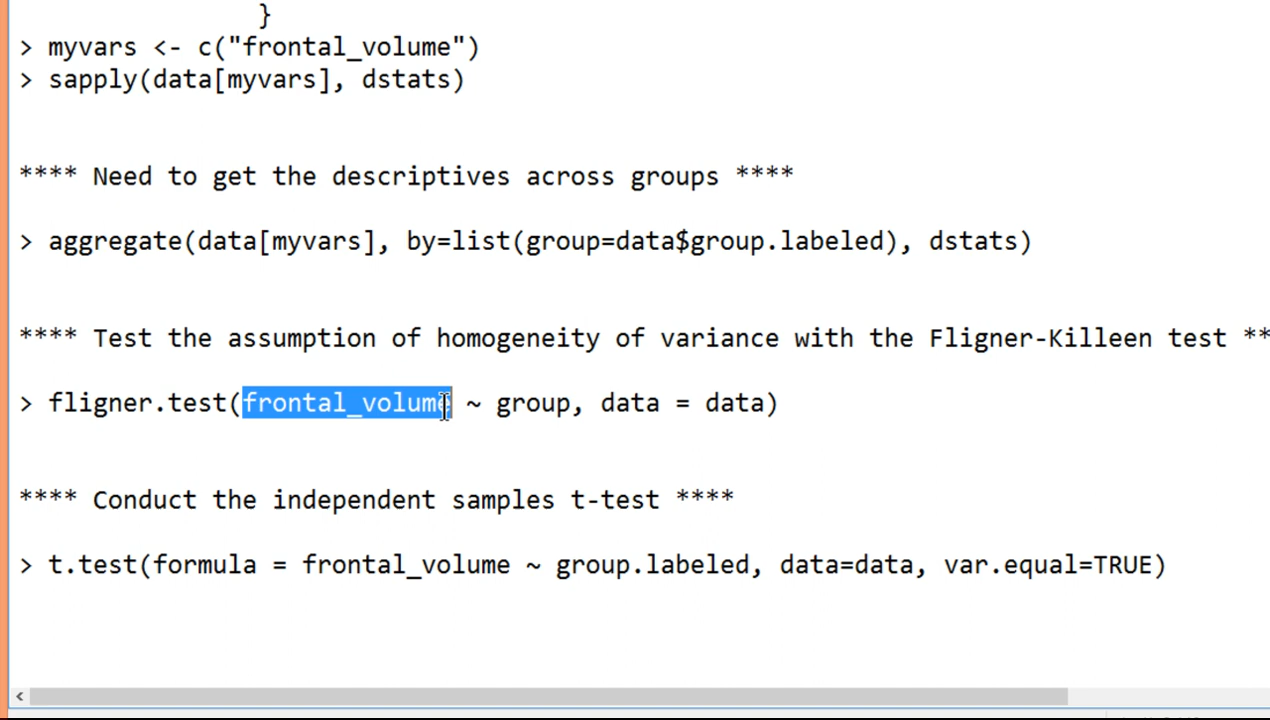 }
> myvars <- c("frontal_volume")
> sapply(data[myvars], dstats)
**** Need to get the descriptives across groups ****
> aggregate(data[myvars], by=list(group=data$group.labeled), dstats)
**** Test the assumption of homogeneity of variance with the Fligner-Killeen test **
> fligner.test(frontal_volume ~ group, data = data)
**** Conduct the independent samples t-test ****
> t.test(formula = frontal_volume ~ group.labeled, data=data, var.equal=TRUE)